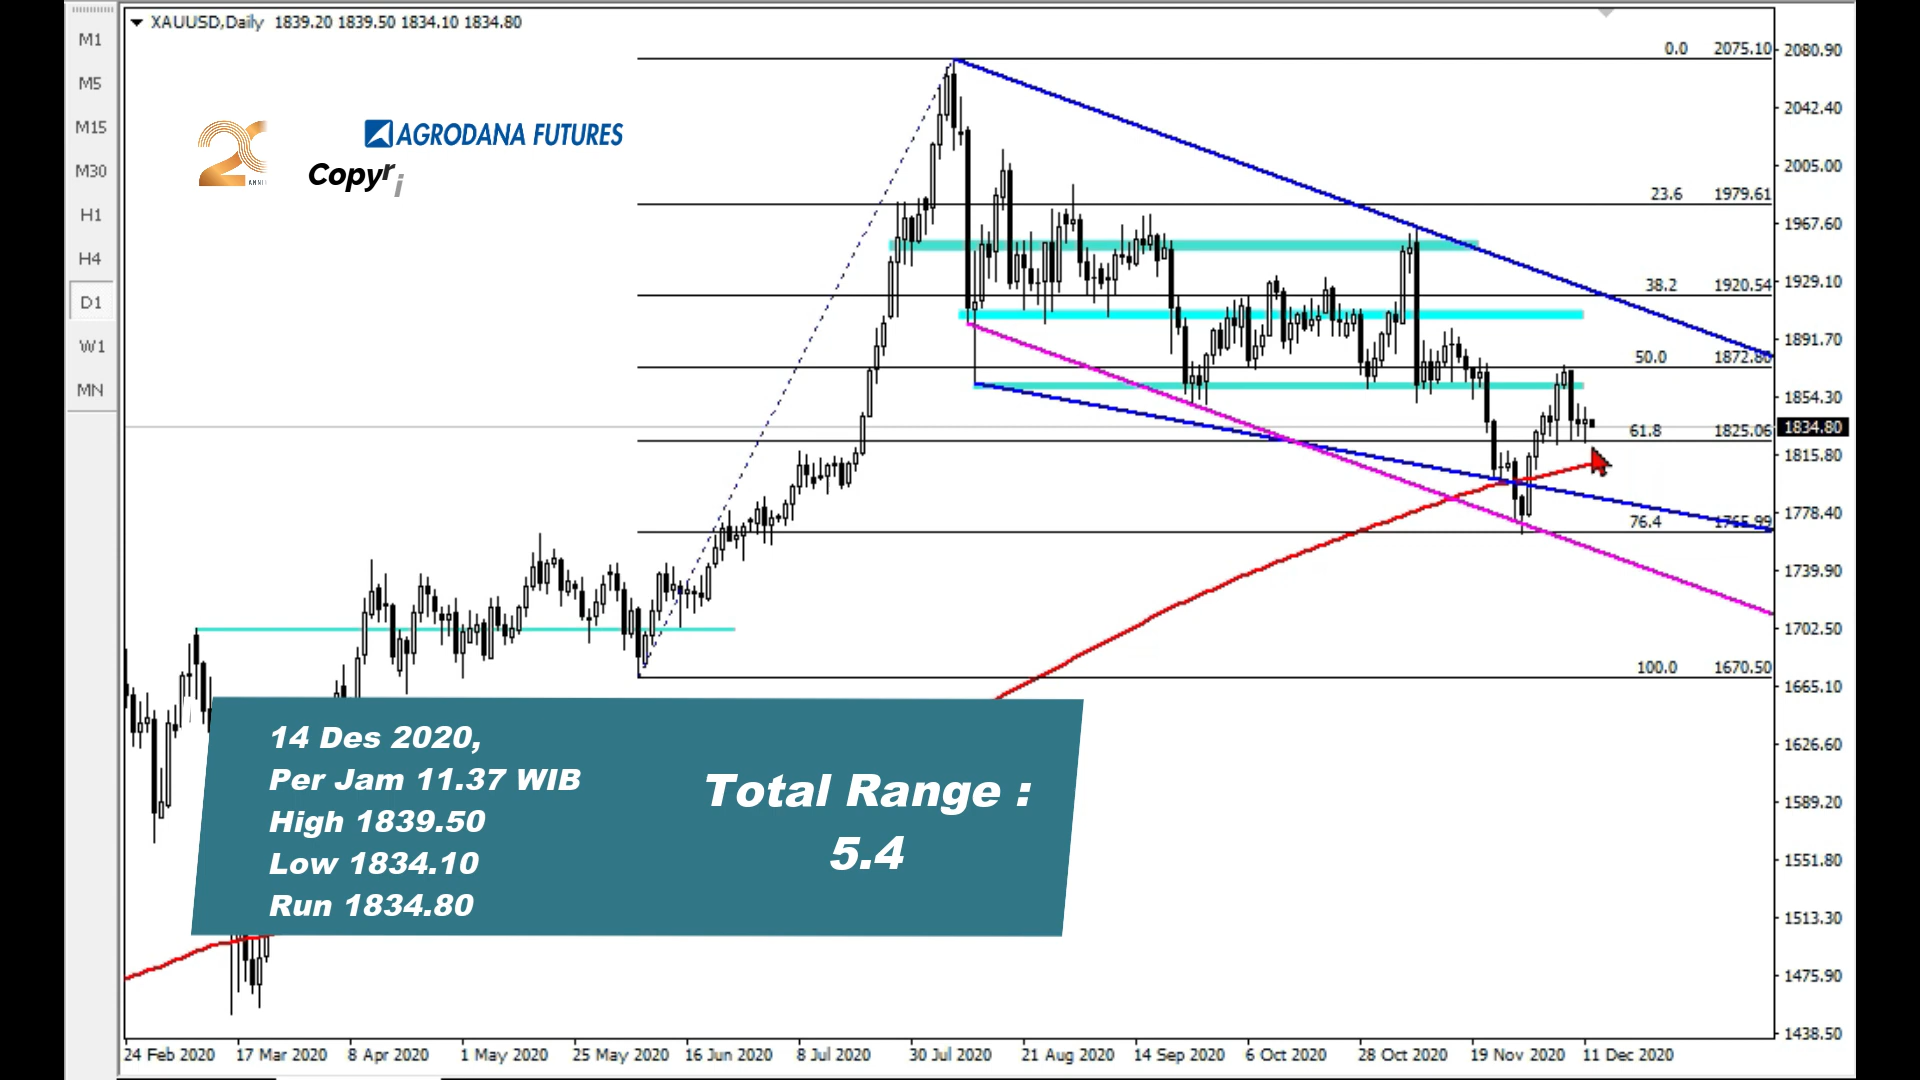 XAUUSD,Daily 1839.20 1839.50 1834.10 1834.80
M1
M5
M15
M30
H1
H4
D1
W1
MN
AGRODANA FUTURES
20
Copyri
0.0 2075.10
23.6 1979.61
38.2 1920.54
50.0 1872.80
61.8 1825.06
76.4 1765.99
100.0 1670.50
2080.90
2042.40
2005.00
1967.60
1929.10
1891.70
1854.30
1834.80
1815.80
1778.40
1739.90
1702.50
1665.10
1626.60
1589.20
1551.80
1513.30
1475.90
1438.50
14 Des 2020,
Per Jam 11.37 WIB
High 1839.50
Low 1834.10
Run 1834.80
Total Range :
5.4
24 Feb 2020
17 Mar 2020
8 Apr 2020
1 May 2020
25 May 2020
16 Jun 2020
8 Jul 2020
30 Jul 2020
21 Aug 2020
14 Sep 2020
6 Oct 2020
28 Oct 2020
19 Nov 2020
11 Dec 2020